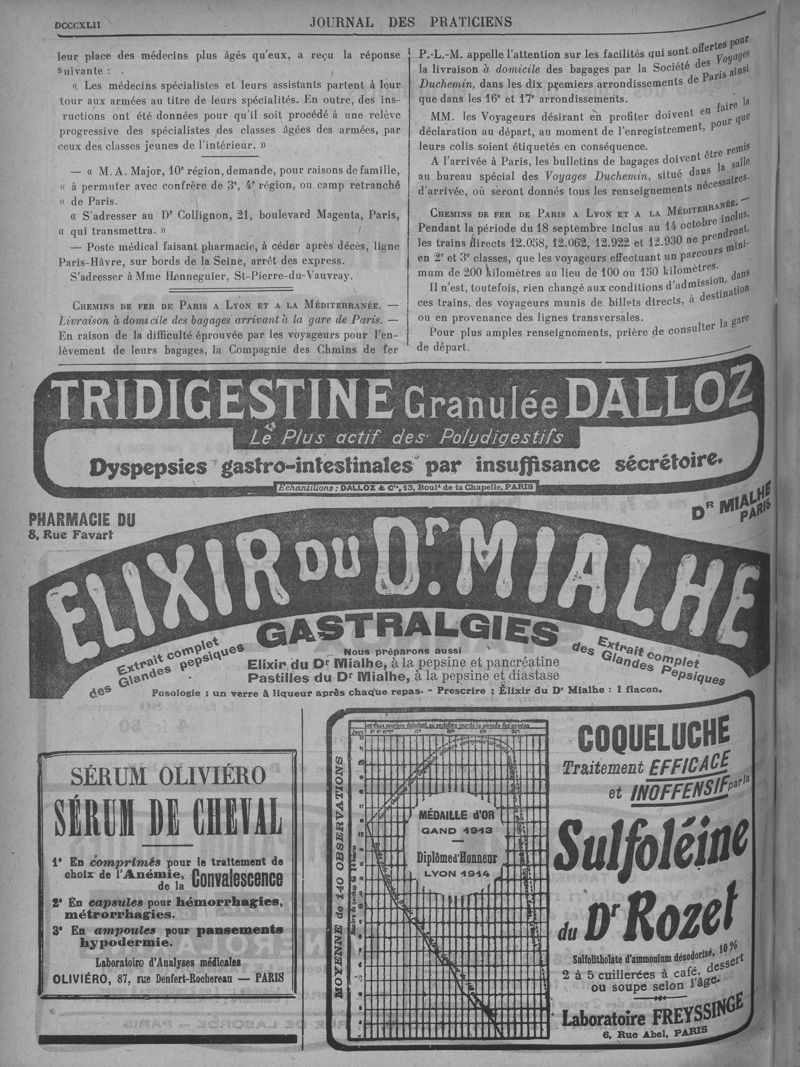 DCCCXLII
JOURNAL DES PRATICIENS
leur place des médecins plus âgés qu'eux, a reçu la réponse
suivante :
« Les médecins spécialistes et leurs assistants partent à leur
tour aux armées au titre de leurs spécialités. En outre, des ins-
ructions ont été données pour qu'il soit procédé à une relève
progressive des spécialistes des classes âgées des armées, par
ceux des classes jeunes de l'intérieur. »
— « M. A. Major, 10e région, demande, pour raisons de famille,
« à permuter avec confrère de 3e, 4e région, ou camp retranché
« de Paris.
« S'adresser au Dr Collignon, 21, boulevard Magenta, Paris,
« qui transmettra. »
— Poste médical faisant pharmacie, à céder après décès, ligne
Paris-Hâvre, sur bords de la Seine, arrêt des express.
S'adresser à Mme Henneguier, St-Pierre-du-Vauvray.
CHEMINS DE FER DE PARIS A LYON ET A LA MÉDITERRANÉE. —
Livraison à domicile des bagages arrivant à la gare de Paris. —
En raison de la difficulté éprouvée par les voyageurs pour l'en-
lèvement de leurs bagages, la Compagnie des Chmins de fer
P.-L.-M. appelle l'attention sur les facilités qui sont offertes pour
la livraison à domicile des bagages par la Société des Voyages
Duchemin, dans les dix premiers arrondissements de Paris ainsi
que dans les 16e et 17e arrondissements.
MM. les Voyageurs désirant en profiter doivent en faire la
déclaration au départ, au moment de l'enregistrement, pour que
leurs colis soient étiquetés en conséquence.
A l'arrivée à Paris, les bulletins de bagages doivent être remis
au bureau spécial des Voyages Duchemin, situé dans la salle
d'arrivée, où seront donnés tous les renseignements nécessaires.
CHEMINS DE FER DE PARIS A LYON ET A LA MÉDITERRANÉE. —
Pendant la période du 18 septembre inclus au 14 octobre inclus,
les trains directs 12.058, 12.062, 12.922 et 12.930 ne prendront,
en 2e et 3e classes, que les voyageurs effectuant un parcours mini-
mum de 200 kilomètres au lieu de 100 ou 150 kilomètres.
Il n'est, toutefois, rien changé aux conditions d'admission, dans
ces trains, des voyageurs munis de billets directs, à destination
ou en provenance des lignes transversales.
Pour plus amples renseignements, prière de consulter la gare
de départ.
TRIDIGESTINE Granulée DALLOZ
Le Plus actif des Polydigestifs
Dyspepsies gastro-intestinales par insuffisance sécrétoire.
Echantillons : DALLOZ & Cie, 13, Bould de la Chapelle, PARIS
PHARMACIE DU
8, Rue Favart
Dr MIALHE
PARIS
ELIXIR DU Dr. MIALHE
GASTRALGIES
Extrait complet
des Glandes pepsiques
Nous préparons aussi
Elixir du Dr Mialhe, à la pepsine et pancréatine
Pastilles du Dr Mialhe, à la pepsine et diastase
Extrait complet
des Glandes Pepsiques
Posologie : un verre à liqueur après chaque repas. - Prescrire : Élixir du Dr Mialhe : 1 flacon.
SÉRUM OLIVIÉRO
SÉRUM DE CHEVAL
1° En comprimés pour le traitement de
choix de l'Anémie, de la Convalescence
2° En capsules pour hémorrhagies,
métrorrhagies.
3° En ampoules pour pansements
hypodermie.
Laboratoire d'Analyses médicales
OLIVIÉRO, 87, rue Denfert-Rochereau — PARIS
MOYENNE de 140 OBSERVATIONS
MÉDAILLE d'OR
GAND 1913
Diplôme d'Honneur
LYON 1914
COQUELUCHE
Traitement EFFICACE
et INOFFENSIF par la
Sulfoléine
du Dr Rozet
Sulfolitholate d'ammonium désodorisé, 10%
2 à 5 cuillerées à café, dessert
ou soupe selon l'âge.
Laboratoire FREYSSINGE
6, Rue Abel, PARIS